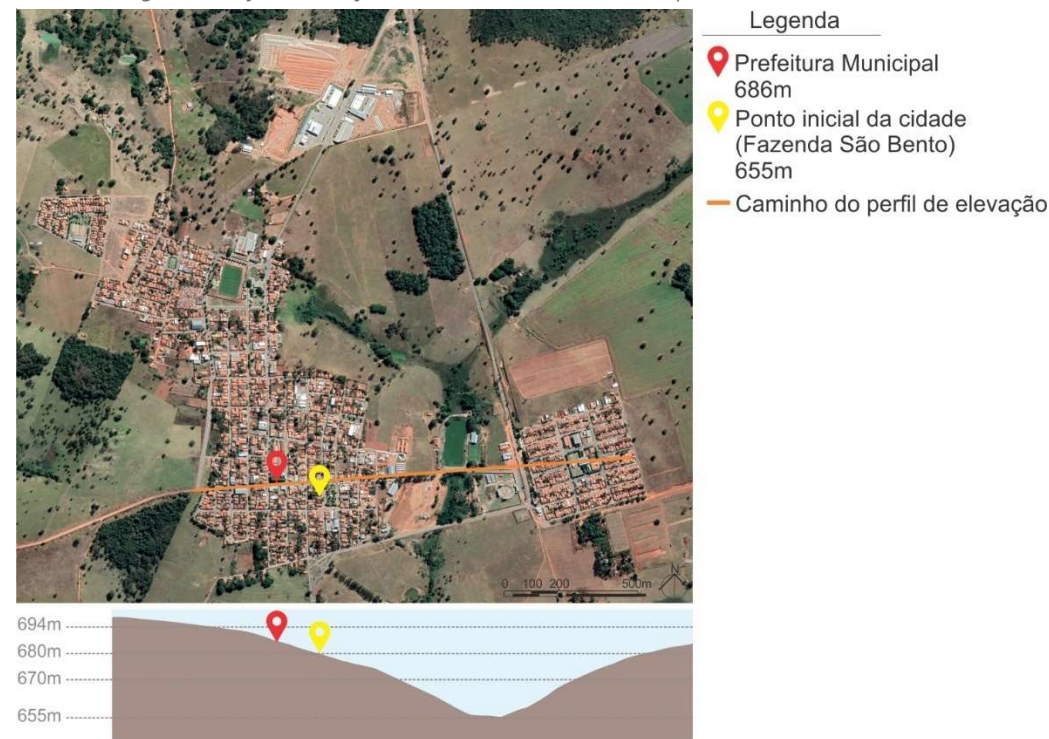 Legenda
Prefeitura Municipal
686m
Ponto inicial da cidade
(Fazenda São Bento)
655m
Caminho do perfil de elevação
0 100 200 500m
N
694m
680m
670m
655m